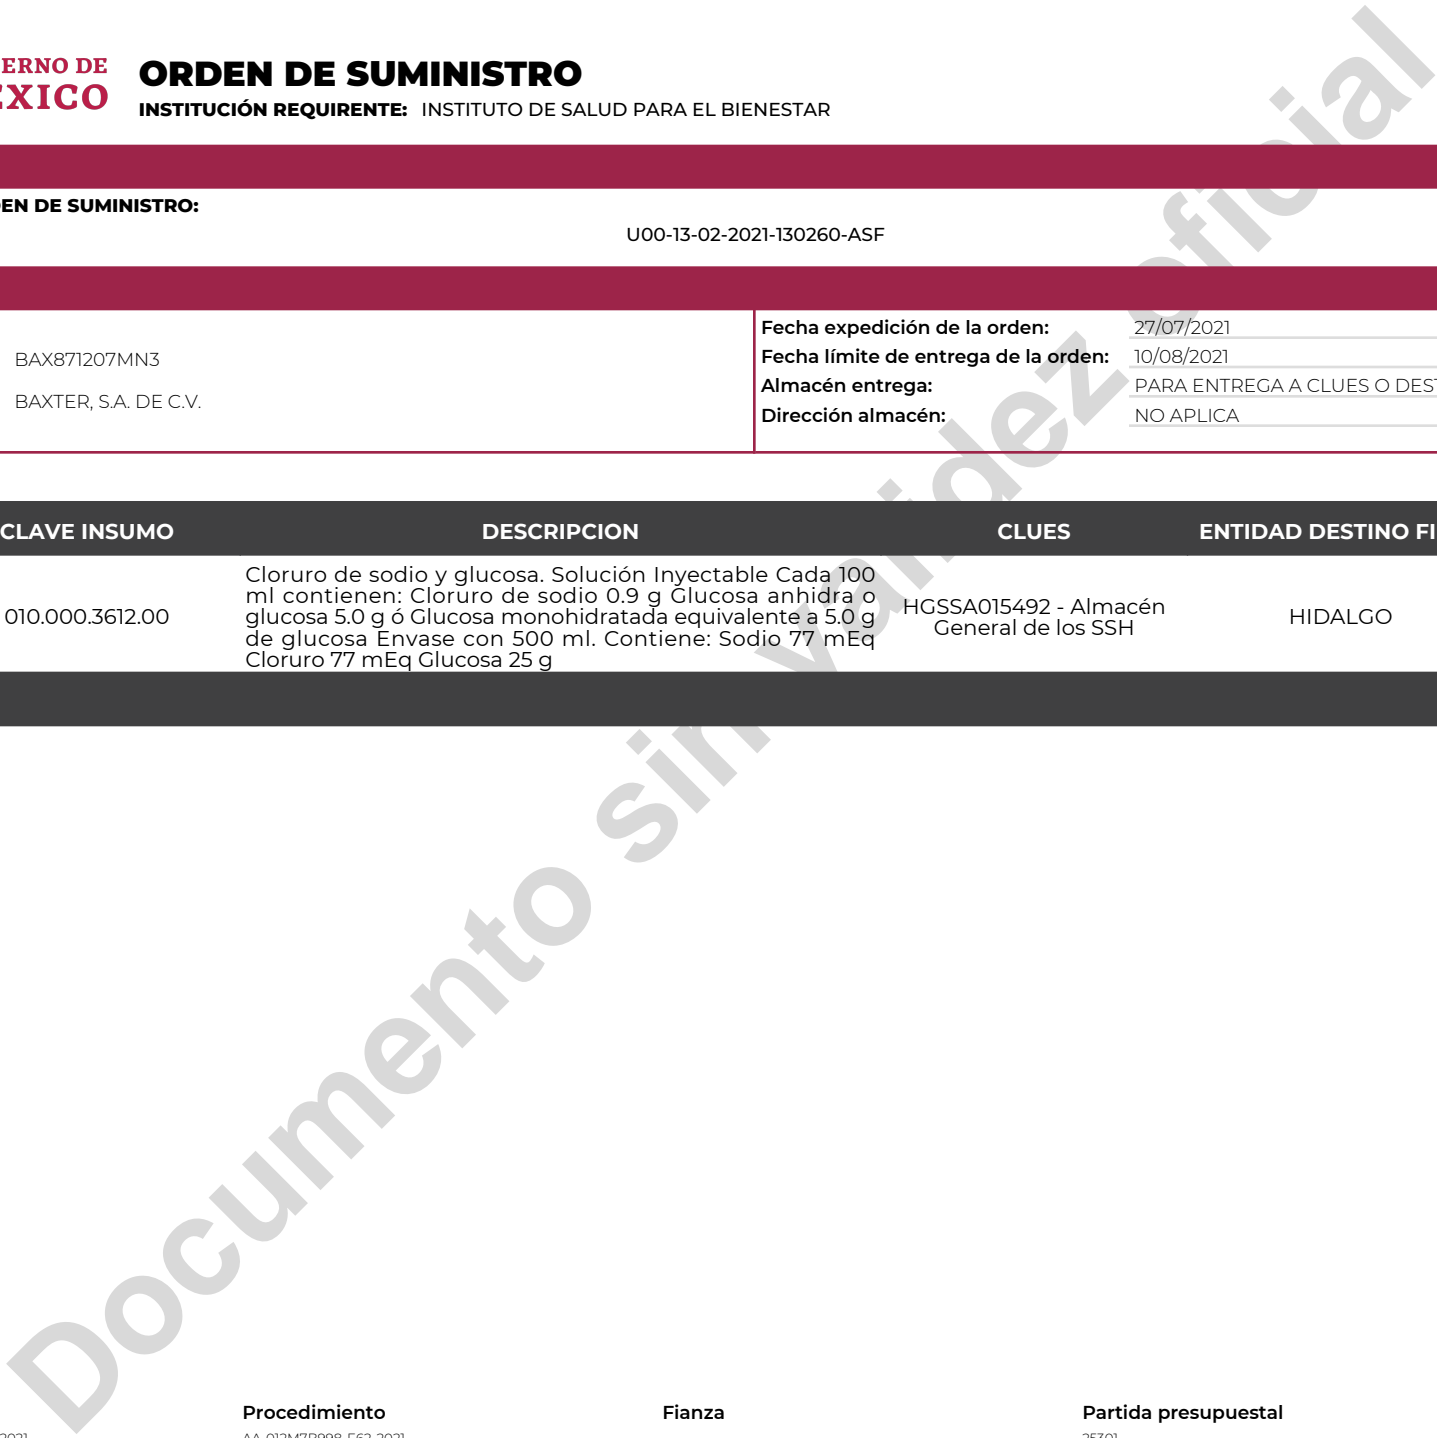 ORDEN DE SUMINISTRO
INSTITUCIÓN REQUIRENTE: INSTITUTO DE SALUD PARA EL BIENESTAR
DE SUMINISTRO:
U00-13-02-2021-130260-ASF
BAX871207MN3
BAXTER, S.A. DE C.V.
Fecha expedición de la orden: 27/07/2021
Fecha límite de entrega de la orden: 10/08/2021
Almacén entrega: PARA ENTREGA A CLUES O
Dirección almacén: NO APLICA
CLAVE INSUMO DESCRIPCION CLUES ENTIDAD DESTINO
010.000.3612.00
Cloruro de sodio y glucosa. Solución Inyectable Cada 100
ml contienen: Cloruro de sodio 0.9 g Glucosa anhidra o
glucosa 5.0 g ó Glucosa monohidratada equivalente a 5.0 g
de glucosa Envase con 500 ml. Contiene: Sodio 77 mEq
Cloruro 77 mEq Glucosa 25 g
HGSSA015492 - Almacén
General de los SSH
HIDALGO
Documento sin validez oficial
Procedimiento Fianza Partida presupuestal